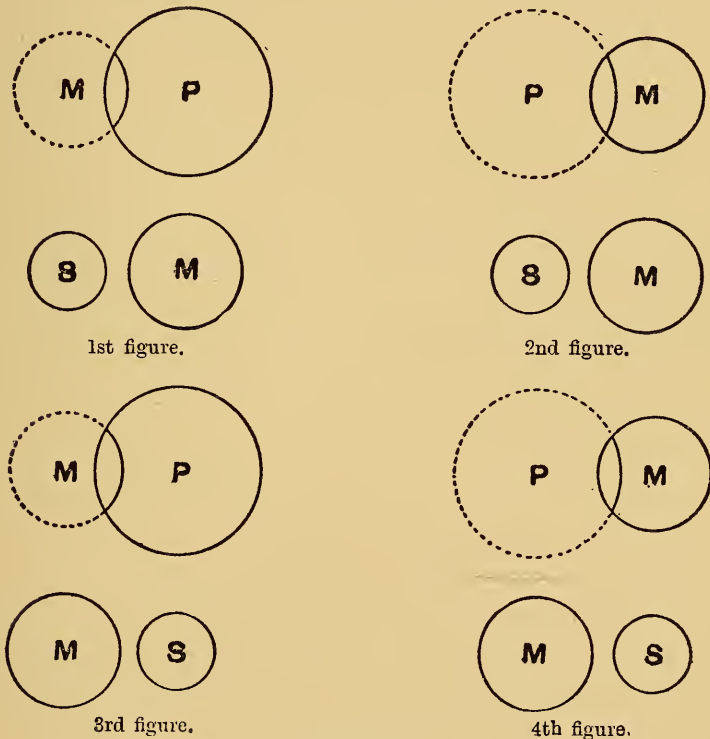 M P
P M
S M
S M
1st figure.
2nd figure.
M P
P M
M S
M S
3rd figure.
4th figure.